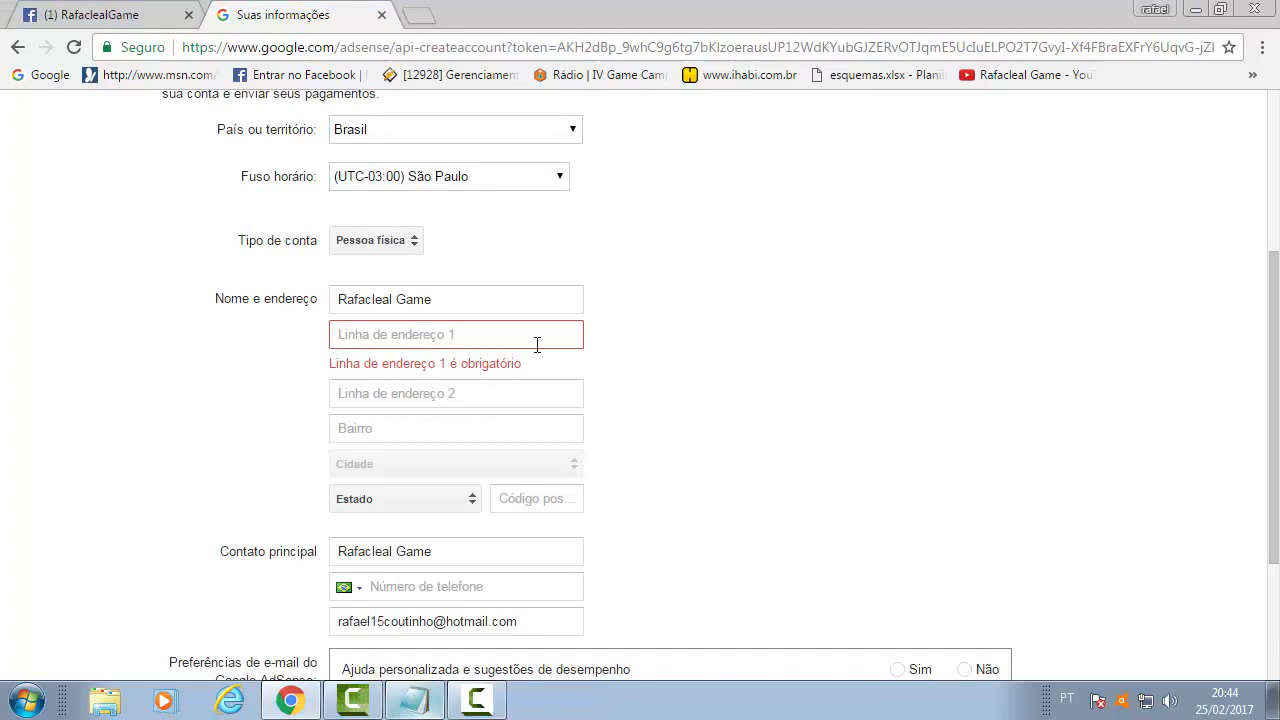 (1) RafaclealGame
Suas informações
rafael
Seguro
https://www.google.com/adsense/api-createaccount?token=
Google
http://www.msn.com/
Entrar no Facebook |
[12928] Gerenciamen
Rádio | IV Game Cam
www.ihabi.com.br
esquemas.xlsx - Plani
Rafacleal Game - You
»
sua conta e enviar seus pagamentos.
País ou território:
Brasil
Fuso horário:
(UTC-03:00) São Paulo
Tipo de conta
Pessoa física
Nome e endereço
Rafacleal Game
Linha de endereço 1
Linha de endereço 1 é obrigatório
Linha de endereço 2
Bairro
Cidade
Estado
Código pos...
Contato principal
Rafacleal Game
Número de telefone
rafael15coutinho@hotmail.com
Preferências de e-mail do
Google AdSense:
Ajuda personalizada e sugestões de desempenho
Sim
Não
PT
20:44
25/02/2017